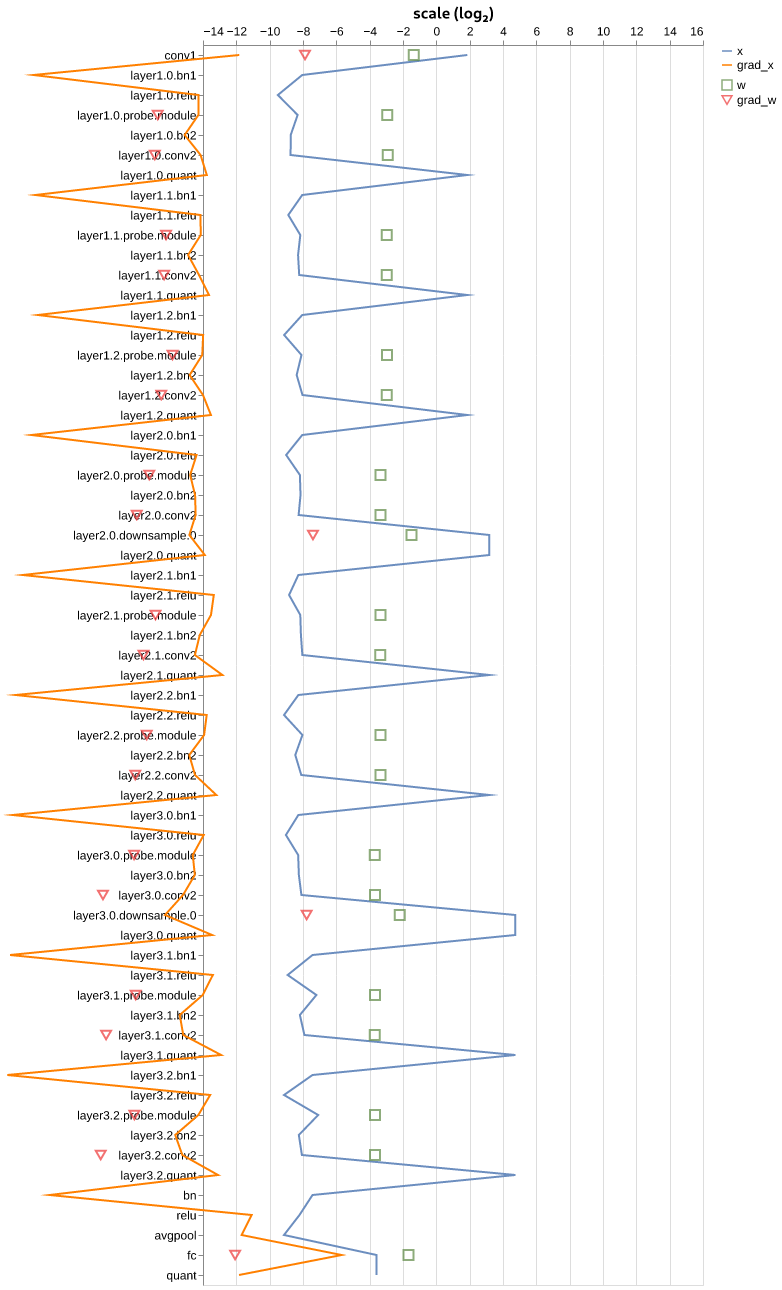 scale (log2)
−14 −12 −10 −8 −6 −4 −2 0 2 4 6 8 10 12 14 16
x
grad_x
w
grad_w
conv1
layer1.0.bn1
layer1.0.relu
layer1.0.probe.module
layer1.0.bn2
layer1.0.conv2
layer1.0.quant
layer1.1.bn1
layer1.1.relu
layer1.1.probe.module
layer1.1.bn2
layer1.1.conv2
layer1.1.quant
layer1.2.bn1
layer1.2.relu
layer1.2.probe.module
layer1.2.bn2
layer1.2.conv2
layer1.2.quant
layer2.0.bn1
layer2.0.relu
layer2.0.probe.module
layer2.0.bn2
layer2.0.conv2
layer2.0.downsample.0
layer2.0.quant
layer2.1.bn1
layer2.1.relu
layer2.1.probe.module
layer2.1.bn2
layer2.1.conv2
layer2.1.quant
layer2.2.bn1
layer2.2.relu
layer2.2.probe.module
layer2.2.bn2
layer2.2.conv2
layer2.2.quant
layer3.0.bn1
layer3.0.relu
layer3.0.probe.module
layer3.0.bn2
layer3.0.conv2
layer3.0.downsample.0
layer3.0.quant
layer3.1.bn1
layer3.1.relu
layer3.1.probe.module
layer3.1.bn2
layer3.1.conv2
layer3.1.quant
layer3.2.bn1
layer3.2.relu
layer3.2.probe.module
layer3.2.bn2
layer3.2.conv2
layer3.2.quant
bn
relu
avgpool
fc
quant